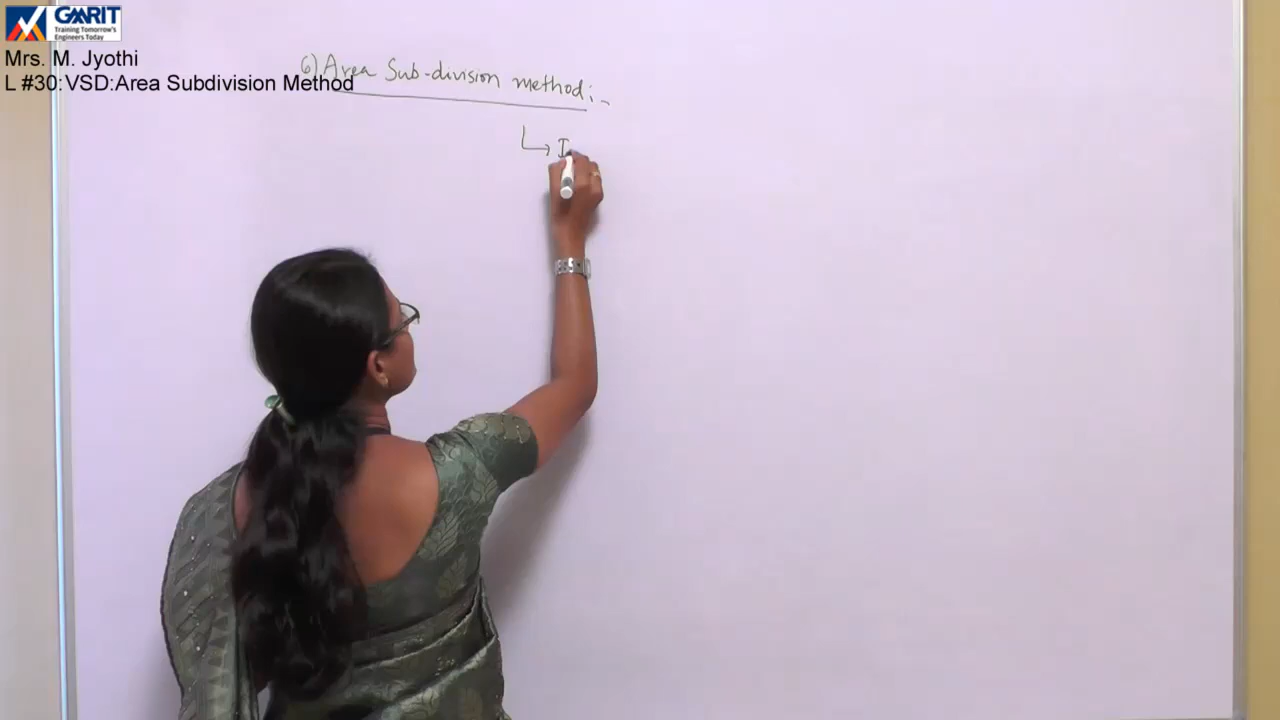 GMRIT
Training Tomorrow's
Engineers Today
Mrs. M. Jyothi
L #30:VSD:Area Subdivision Method
6) Area Sub-division method:-
↳ I